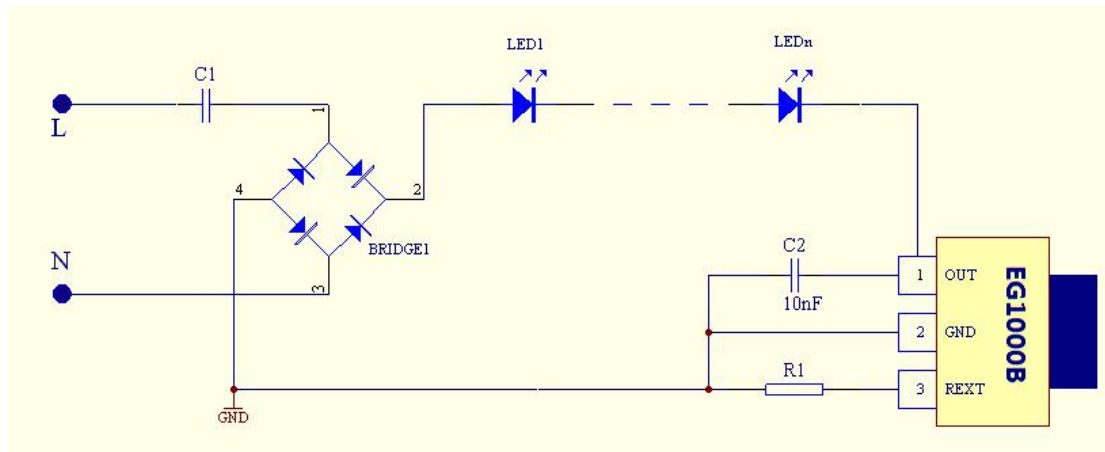 LED1
LEDn
C1
L
1
4
2
BRIDGE1
3
N
C2
10nF
1 OUT
2 GND
3 REXT
EG1000B
R1
GND